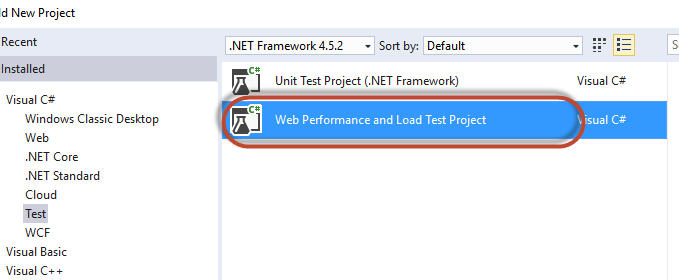 ld New Project
Recent
.NET Framework 4.5.2
Sort by:
Default
Se
Installed
Visual C#
Windows Classic Desktop
Web
.NET Core
.NET Standard
Cloud
Test
WCF
Visual Basic
Visual C++
C#
Unit Test Project (.NET Framework)
Visual C#
C#
Web Performance and Load Test Project
Visual C#